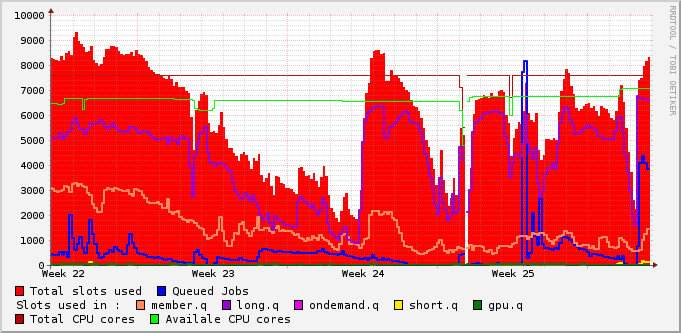 10000
9000
8000
7000
6000
5000
4000
3000
2000
1000
0
Week 22 Week 23 Week 24 Week 25
Total slots used Queued Jobs
Slots used in : member.q long.q ondemand.q short.q gpu.q
Total CPU cores Availale CPU cores
RRDTOOL / TOBI OETIKER